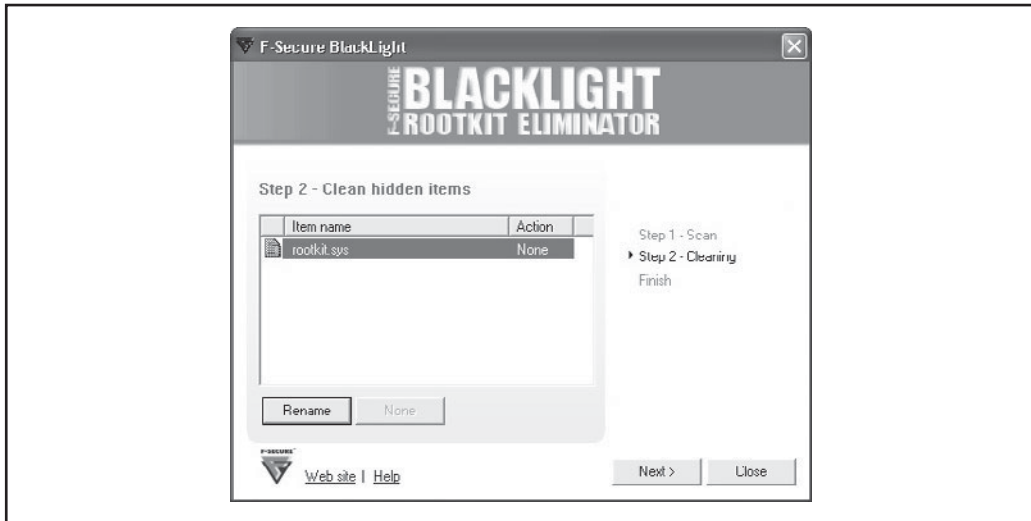 F-Secure BlackLight
F-SECURE
BLACKLIGHT
ROOTKIT ELIMINATOR
Step 2 - Clean hidden items
Item name Action
rootkit.sys None
Rename None
Step 1 - Scan
Step 2 - Cleaning
Finish
F-SECURE
Web site | Help
Next > Close